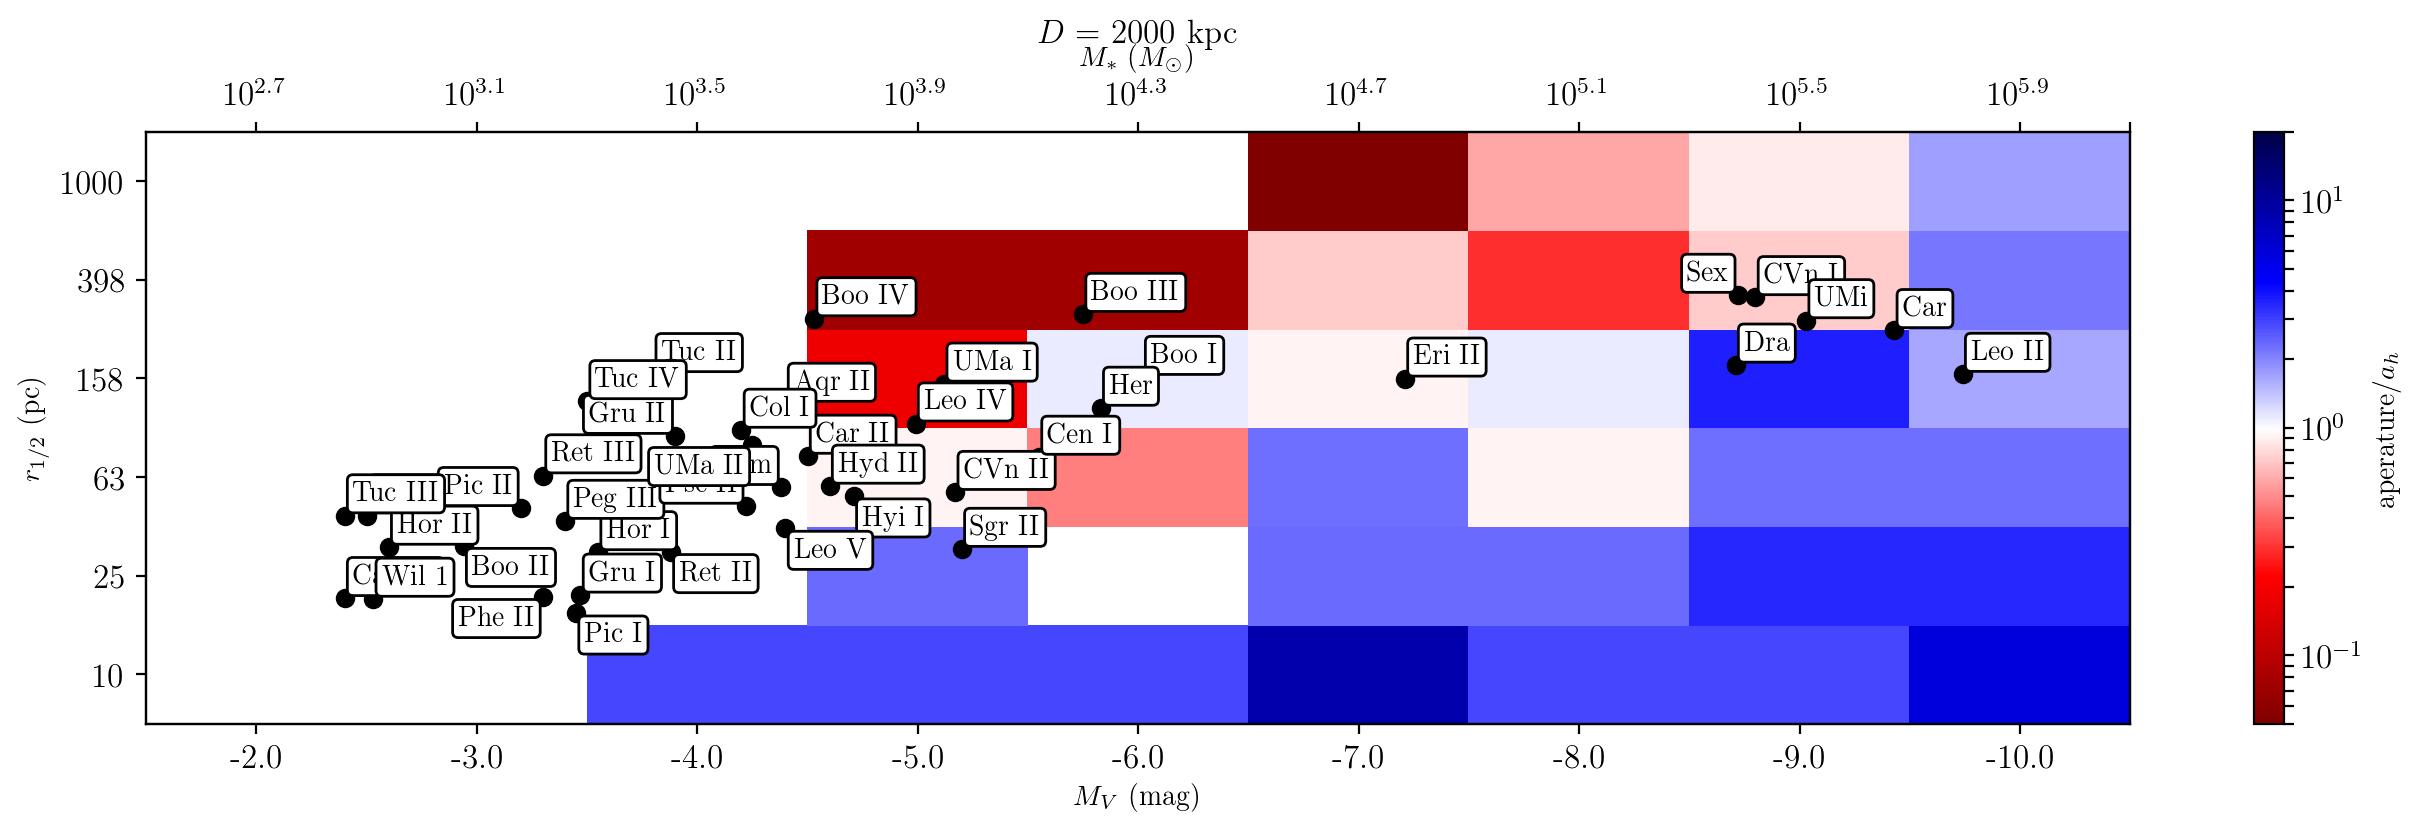 D = 2000 kpc
M* (M⊙)
10^2.7 10^3.1 10^3.5 10^3.9 10^4.3 10^4.7 10^5.1 10^5.5 10^5.9
1000
398
158
63
25
10
r1/2 (pc)
Boo IV
Boo III
Sex
CVn I
UMi
Car
Tuc II
Tuc IV
Aqr II
UMa I
Boo I
Eri II
Dra
Leo II
Gru II
Col I
Leo IV
Her
Ret III
Car II
Cen I
UMa II
Hyd II
CVn II
Tuc III
Pic II
Peg III
Hor II
Hor I
Hyi I
Sgr II
Wil 1
Boo II
Gru I
Ret II
Leo V
Phe II
Pic I
-2.0 -3.0 -4.0 -5.0 -6.0 -7.0 -8.0 -9.0 -10.0
MV (mag)
10^1
10^0
10^-1
aperature/ah